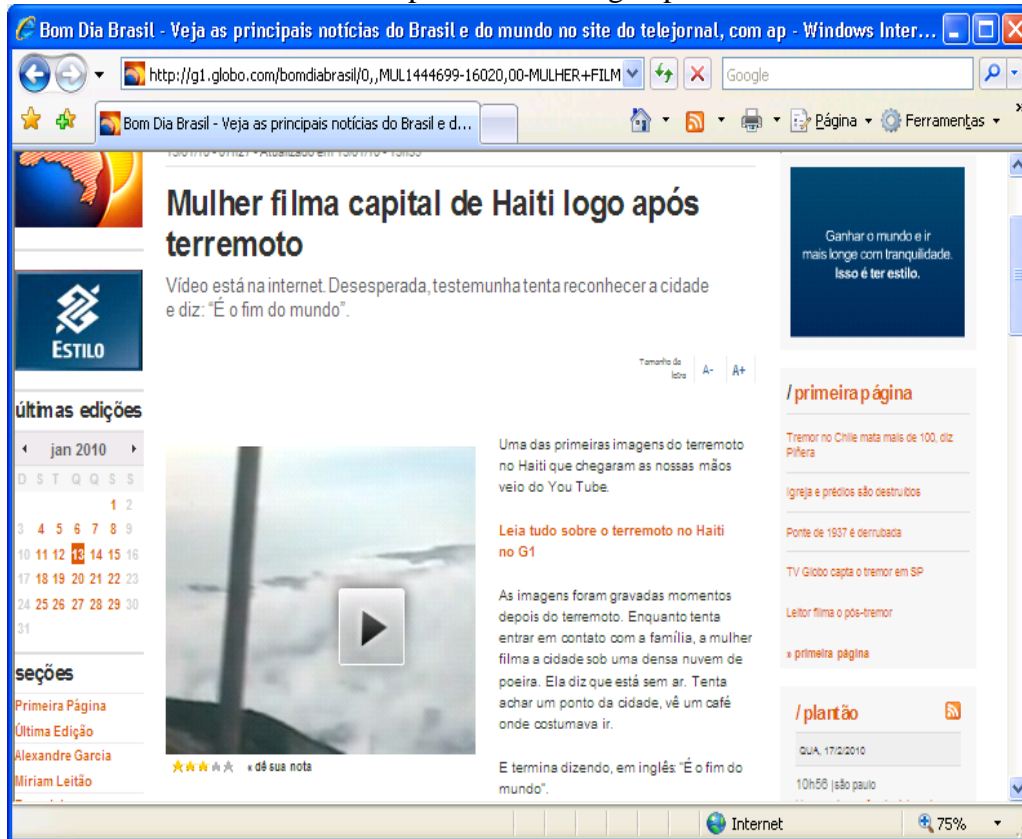 Bom Dia Brasil - Veja as principais notícias do Brasil e do mundo no site do telejornal, com ap - Windows Inter...
http://g1.globo.com/bomdiabrasil/0,,MUL1444699-16020,00-MULHER+FILM
Google
Bom Dia Brasil - Veja as principais notícias do Brasil e d...
Página
Ferramentas
Mulher filma capital de Haiti logo após
terremoto
Vídeo está na internet. Desesperada, testemunha tenta reconhecer a cidade
e diz: “É o fim do mundo”.
Tamanho da
letra
A-
A+
ESTILO
últimas edições
jan 2010
D S T Q Q S S
1 2
3 4 5 6 7 8 9
10 11 12 13 14 15 16
17 18 19 20 21 22 23
24 25 26 27 28 29 30
31
seções
Primeira Página
Última Edição
Alexandre Garcia
Miriam Leitão
« dê sua nota
Uma das primeiras imagens do terremoto
no Haiti que chegaram as nossas mãos
veio do You Tube.
Leia tudo sobre o terremoto no Haiti
no G1
As imagens foram gravadas momentos
depois do terremoto. Enquanto tenta
entrar em contato com a família, a mulher
filma a cidade sob uma densa nuvem de
poeira. Ela diz que está sem ar. Tenta
achar um ponto da cidade, vê um café
onde costumava ir.
E termina dizendo, em inglês: “É o fim do
mundo”.
Ganhar o mundo e ir
mais longe com tranquilidade.
Isso é ter estilo.
/ primeira página
Tremor no Chile mata mais de 100, diz
Piñera
Igreja e prédios são destruídos
Ponte de 1937 é derrubada
TV Globo capta o tremor em SP
Leitor filma o pós-tremor
» primeira página
/ plantão
QUA, 17/2/2010
10h56 | são paulo
Internet
75%